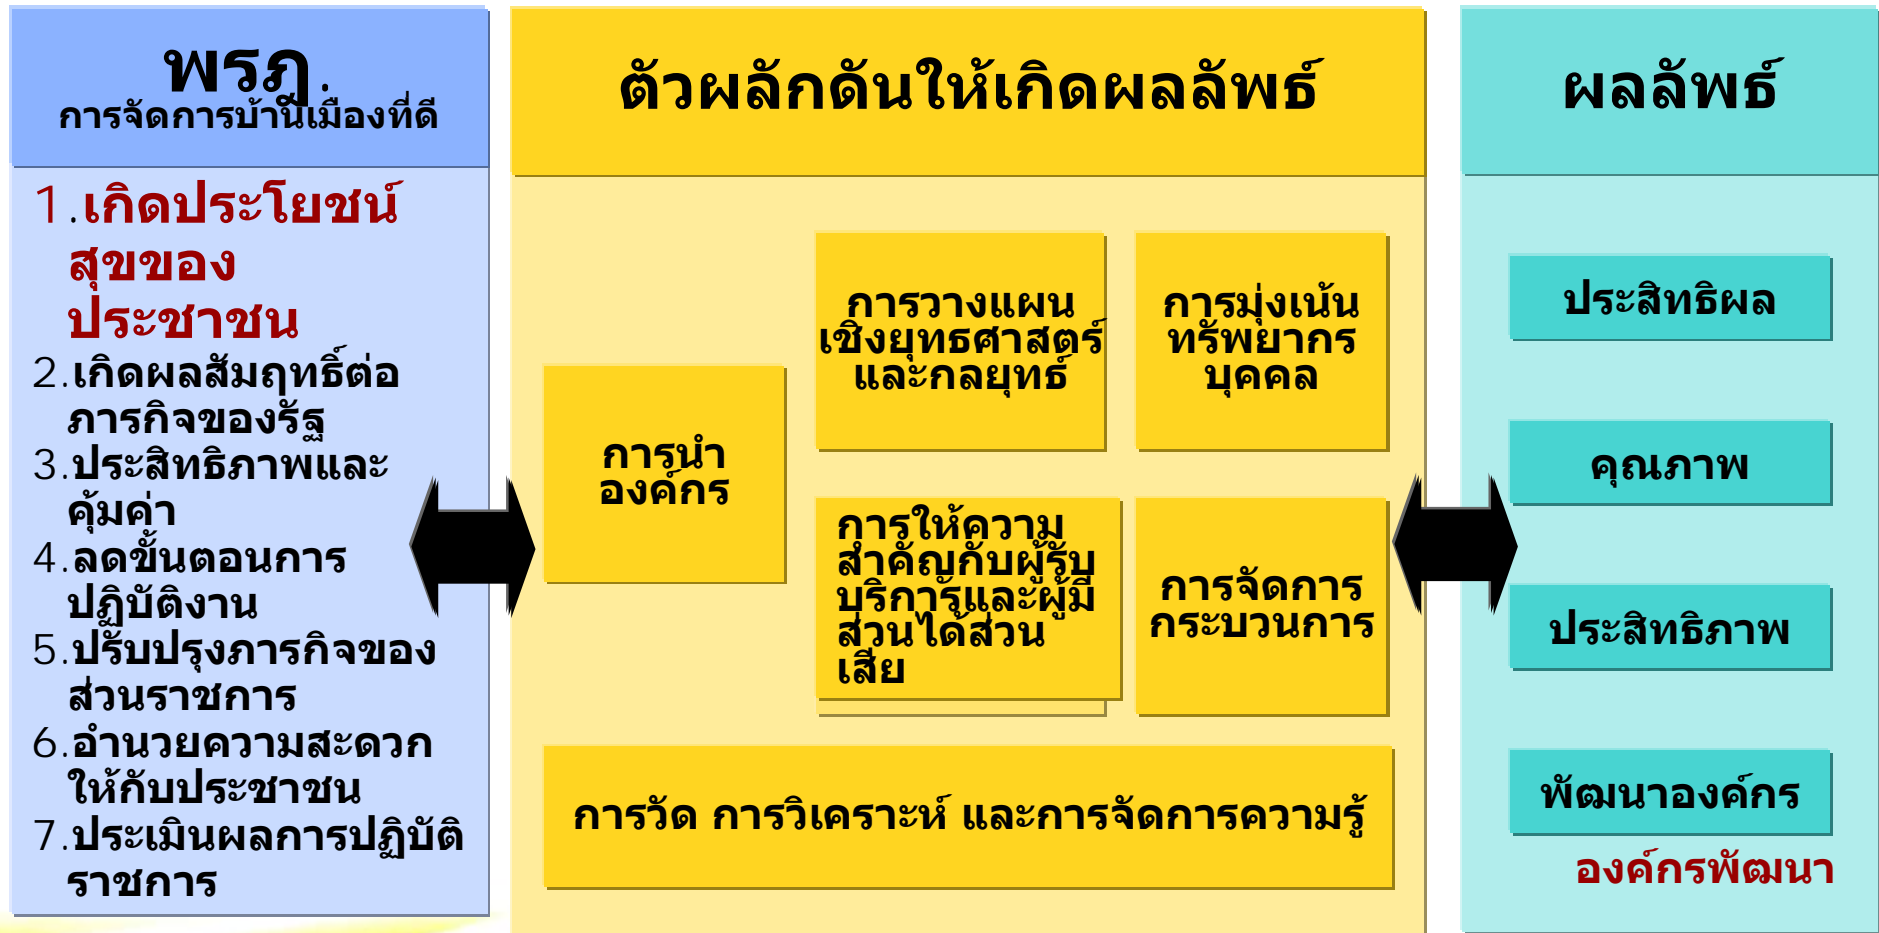 พรฎ.
การจัดการบ้านเมืองที่ดี
1.เกิดประโยชน์
สุขของ
ประชาชน
2.เกิดผลสัมฤทธิ์ต่อ
ภารกิจของรัฐ
3.ประสิทธิภาพและ
คุ้มค่า
4.ลดขั้นตอนการ
ปฏิบัติงาน
5.ปรับปรุงภารกิจของ
ส่วนราชการ
6.อำนวยความสะดวก
ให้กับประชาชน
7.ประเมินผลการปฏิบัติ
ราชการ
ตัวผลักดันให้เกิดผลลัพธ์
การนำ
องค์กร
การวางแผน
เชิงยุทธศาสตร์
และกลยุทธ์
การมุ่งเน้น
ทรัพยากร
บุคคล
การให้ความ
สำคัญกับผู้รับ
บริการและผู้มี
ส่วนได้ส่วน
เสีย
การจัดการ
กระบวนการ
การวัด การวิเคราะห์ และการจัดการความรู้
ผลลัพธ์
ประสิทธิผล
คุณภาพ
ประสิทธิภาพ
พัฒนาองค์กร
องค์กรพัฒนา